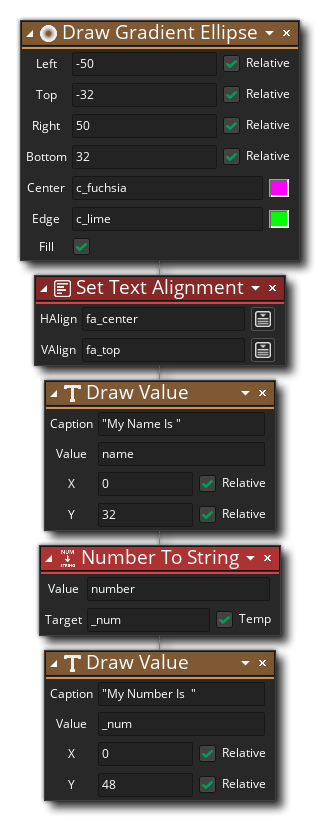 Draw Gradient Ellipse
Left -50 Relative
Top -32 Relative
Right 50 Relative
Bottom 32 Relative
Center c_fuchsia
Edge c_lime
Fill
Set Text Alignment
HAlign fa_center
VAlign fa_top
Draw Value
Caption "My Name Is "
Value name
X 0 Relative
Y 32 Relative
NUM
STRING
Number To String
Value number
Target _num Temp
Draw Value
Caption "My Number Is  "
Value _num
X 0 Relative
Y 48 Relative